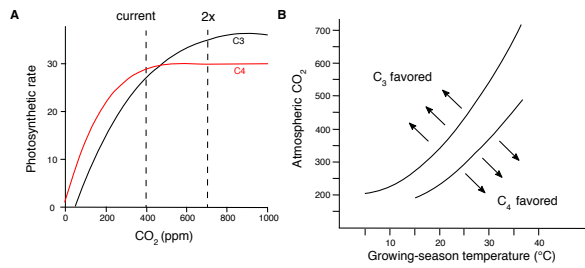 A
current
2x
C3
C4
Photosynthetic rate
30
20
10
0
0
200
400
600
800
1000
CO2 (ppm)
B
Atmospheric CO2
700
600
500
400
300
200
C3 favored
C4 favored
10
20
30
40
Growing-season temperature (°C)